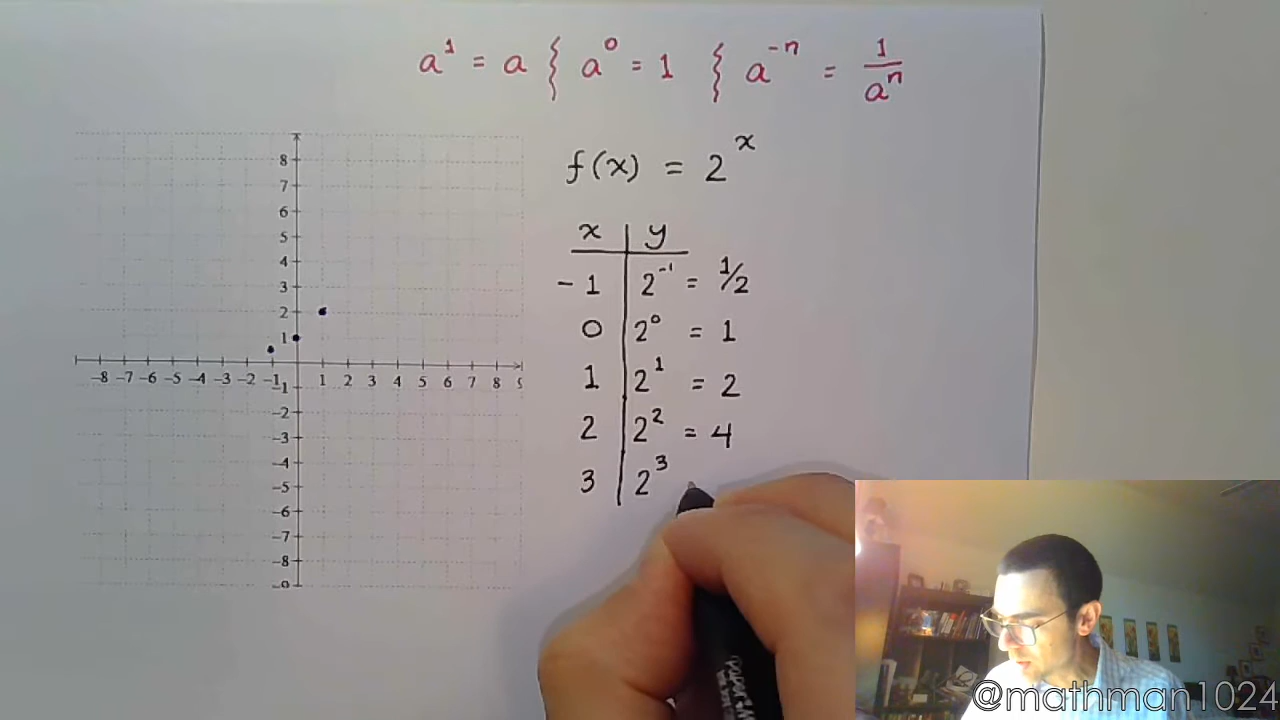 a¹ = a { a⁰ = 1 { a⁻ⁿ = 1/aⁿ
f(x) = 2ˣ
x | y
-1 | 2⁻¹ = 1/2
0 | 2⁰ = 1
1 | 2¹ = 2
2 | 2² = 4
3 | 2³
8
7
6
5
4
3
2
1
-8 -7 -6 -5 -4 -3 -2 -1 1 2 3 4 5 6 7 8
-1
-2
-3
-4
-5
-6
-7
-8
-9
@mathman1024